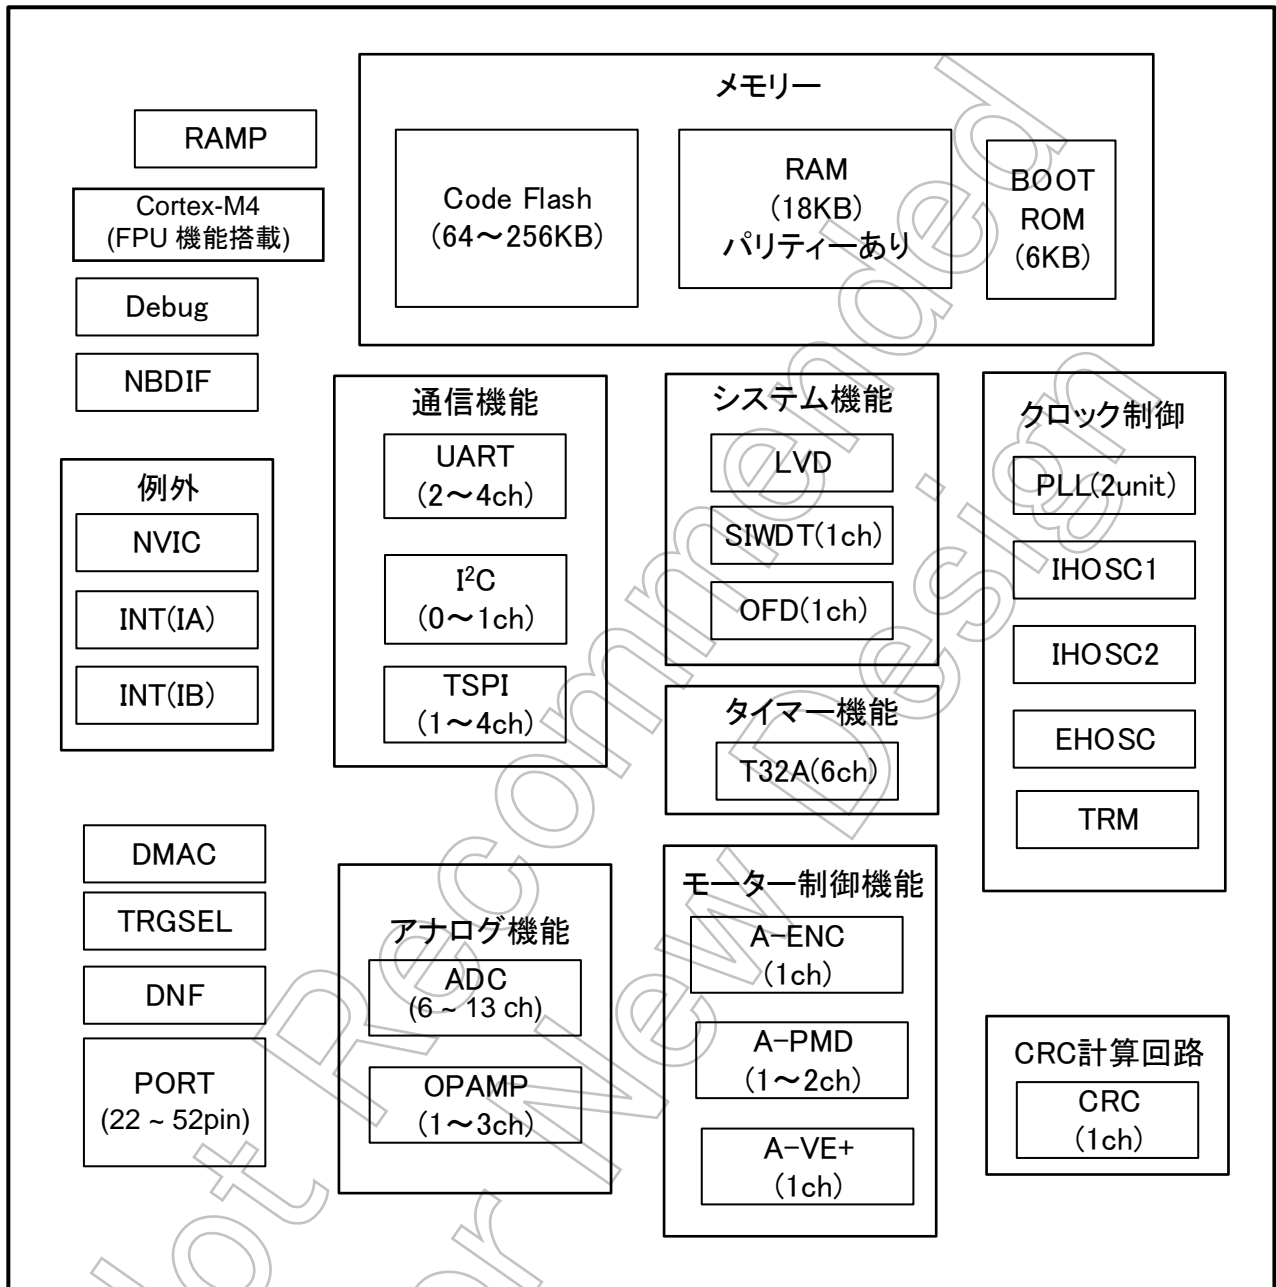 メモリー
RAMP
Code Flash
(64～256KB)
RAM
(18KB)
パリティーあり
BOOT
ROM
(6KB)
Cortex-M4
(FPU 機能搭載)
Debug
NBDIF
通信機能
UART
(2～4ch)
I²C
(0～1ch)
TSPI
(1～4ch)
システム機能
LVD
SIWDT(1ch)
OFD(1ch)
クロック制御
PLL(2unit)
IHOSC1
IHOSC2
EHOSC
TRM
例外
NVIC
INT(IA)
INT(IB)
タイマー機能
T32A(6ch)
DMAC
TRGSEL
DNF
PORT
(22 ~ 52pin)
アナログ機能
ADC
(6 ~ 13 ch)
OPAMP
(1～3ch)
モーター制御機能
A-ENC
(1ch)
A-PMD
(1～2ch)
A-VE+
(1ch)
CRC計算回路
CRC
(1ch)
Not Recommended
for New Design